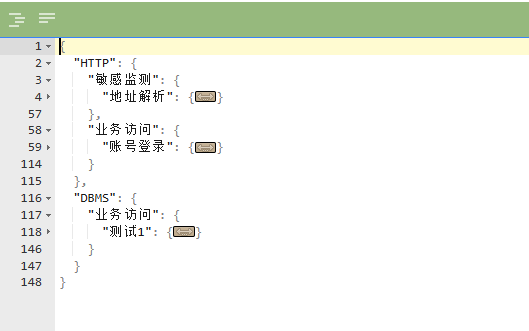 1 {
2 "HTTP": {
3 "敏感监测": {
4 "地址解析": {}
57 },
58 "业务访问": {
59 "账号登录": {}
114 }
115 },
116 "DBMS": {
117 "业务访问": {
118 "测试1": {}
146 }
147 }
148 }